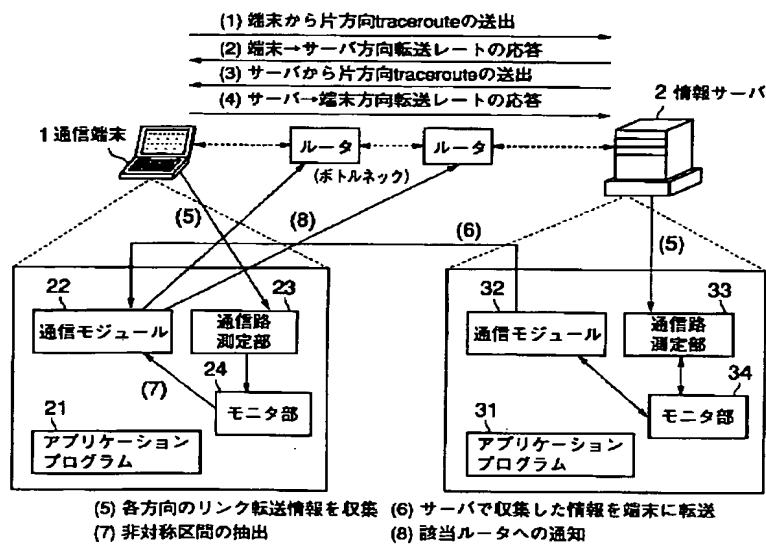 (1) 端末から片方向tracerouteの送出
(2) 端末→サーバ方向転送レートの応答
(3) サーバから片方向tracerouteの送出
(4) サーバ→端末方向転送レートの応答
2 情報サーバ
1 通信端末
ルータ
ルータ
(ボトルネック)
(5)
(8)
(6)
(5)
22
通信モジュール
23
通信路
測定部
24
モニタ部
(7)
21
アプリケーション
プログラム
32
通信モジュール
33
通信路
測定部
34
モニタ部
31
アプリケーション
プログラム
(5) 各方向のリンク転送情報を収集
(6) サーバで収集した情報を端末に転送
(7) 非対称区間の抽出
(8) 該当ルータへの通知